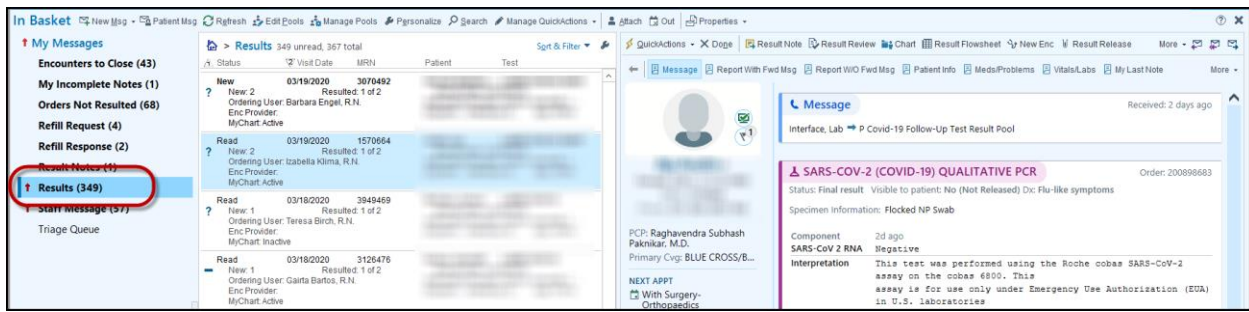 In Basket New Msg Patient Msg Refresh Edit Pools Manage Pools Personalize Search Manage QuickActions Attach Out Properties
My Messages
Encounters to Close (43)
My Incomplete Notes (1)
Orders Not Resulted (68)
Refill Request (4)
Refill Response (2)
Result Notes (1)
Results (349)
Staff Message (57)
Triage Queue
> Results 349 unread, 367 total Sort & Filter
Status Visit Date MRN Patient Test
New 03/19/2020 3070492
? New: 2 Resulted: 1 of 2
Ordering User: Barbara Engel, R.N.
Enc Provider:
MyChart: Active
Read 03/19/2020 1570664
? New: 2 Resulted: 1 of 2
Ordering User: Izabella Klima, R.N.
Enc Provider:
MyChart: Active
Read 03/18/2020 3949469
? New: 1 Resulted: 1 of 2
Ordering User: Teresa Birch, R.N.
Enc Provider:
MyChart: Inactive
Read 03/18/2020 3126476
New: 1 Resulted: 1 of 2
Ordering User: Gairta Bartos, R.N.
Enc Provider:
MyChart: Active
QuickActions Done Result Note Result Review Chart Result Flowsheet New Enc Result Release More
Message Report With Fwd Msg Report W/O Fwd Msg Patient Info Meds/Problems Vitals/Labs My Last Note More
1
PCP: Raghavendra Subhash
Paknikar, M.D.
Primary Cvg: BLUE CROSS/B...
NEXT APPT
With Surgery-
Orthopaedics
Message Received: 2 days ago
Interface, Lab P Covid-19 Follow-Up Test Result Pool
SARS-COV-2 (COVID-19) QUALITATIVE PCR Order: 200898683
Status: Final result Visible to patient: No (Not Released) Dx: Flu-like symptoms
Specimen Information: Flocked NP Swab
Component 2d ago
SARS-CoV 2 RNA Negative
Interpretation This test was performed using the Roche cobas SARS-CoV-2
assay on the cobas 6800. This
assay is for use only under Emergency Use Authorization (EUA)
in U.S. laboratories